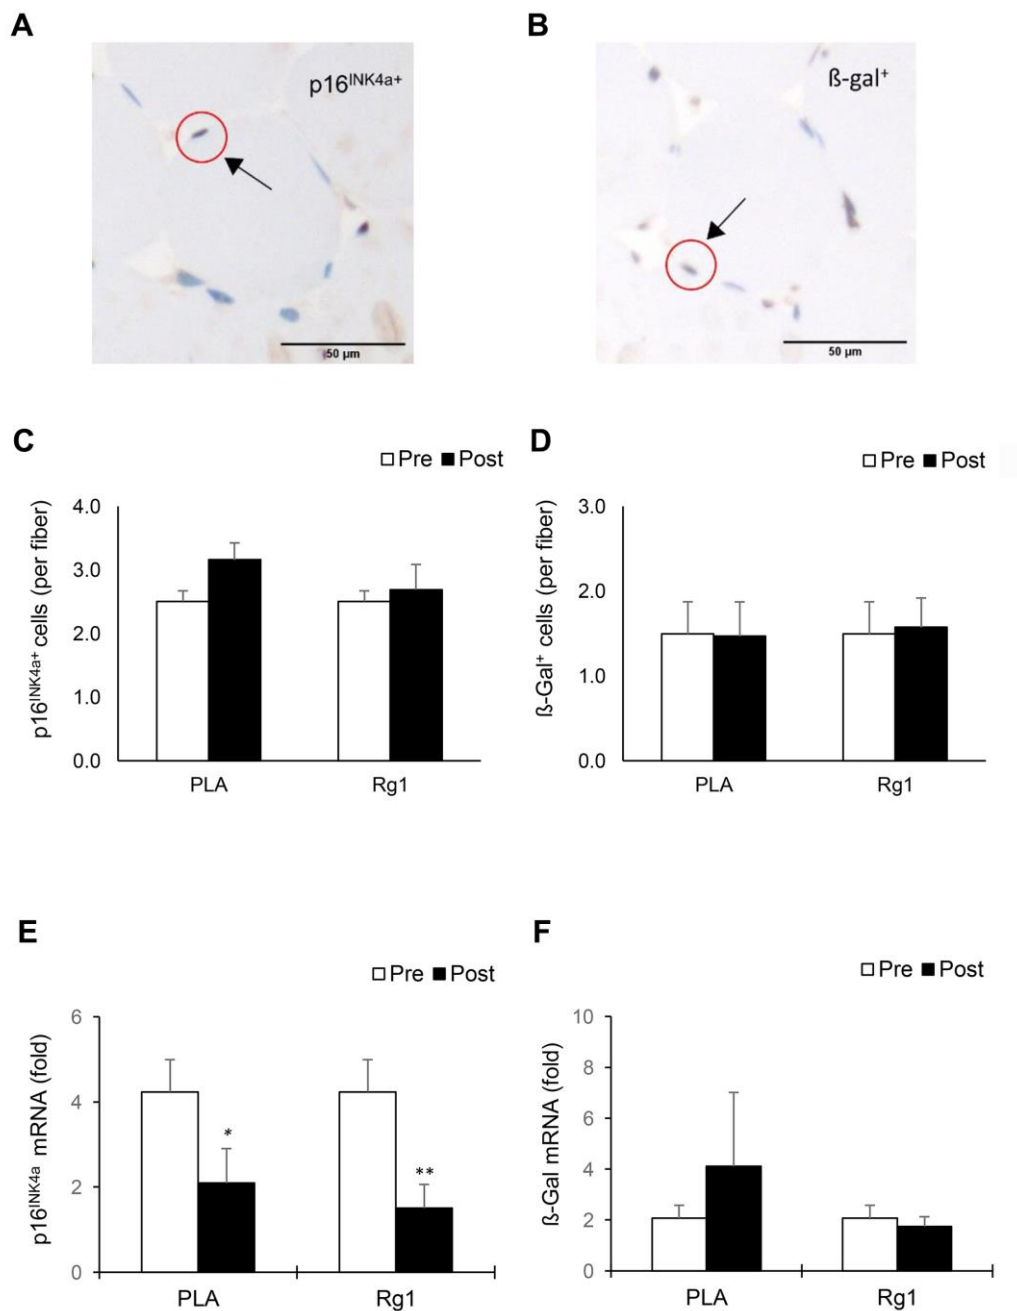 A
B
p16INK4a+
ß-gal+
50 µm
50 µm
C
D
Pre Post
Pre Post
p16INK4a+ cells (per fiber)
4.0
3.0
2.0
1.0
0.0
PLA Rg1
ß-Gal+ cells (per fiber)
3.0
2.0
1.0
0.0
PLA Rg1
E
F
Pre Post
Pre Post
p16INK4a mRNA (fold)
6
4
2
0
*
**
PLA Rg1
ß-Gal mRNA (fold)
10
8
6
4
2
0
PLA Rg1